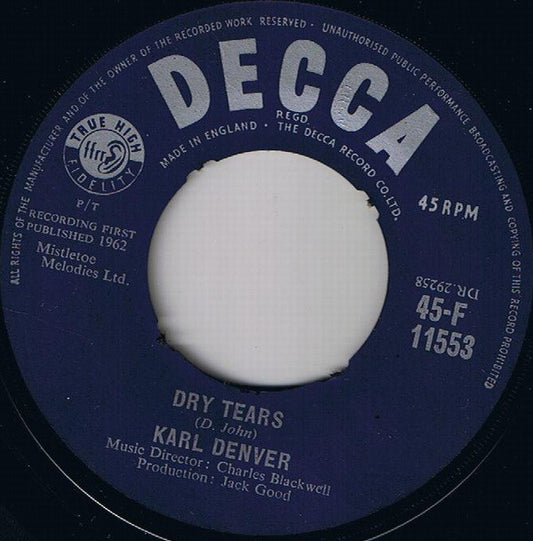 ALL RIGHTS OF THE MANUFACTURER AND OF THE OWNER OF THE RECORDED WORK RESERVED · UNAUTHORISED PUBLIC PERFORMANCE BROADCASTING AND COPYING OF THIS RECORD PROHIBITED
DECCA
REGD.
MADE IN ENGLAND · THE DECCA RECORD CO. LTD.
TRUE HIGH
ffrr
FIDELITY
P/T
RECORDING FIRST
PUBLISHED 1962
Mistletoe
Melodies Ltd.
45 RPM
DR.29258
45-F
11553
DRY TEARS
(D. John)
KARL DENVER
Music Director: Charles Blackwell
Production: Jack Good